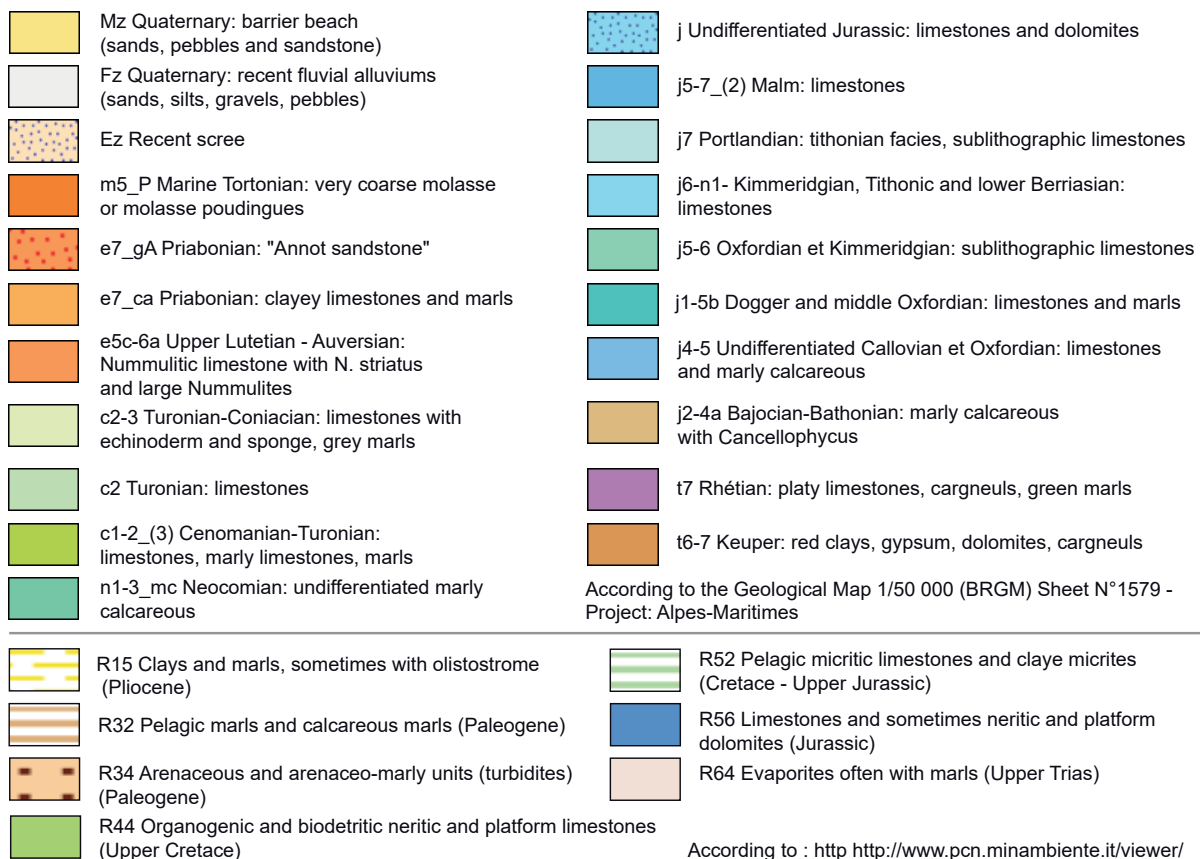 Mz Quaternary: barrier beach
(sands, pebbles and sandstone)
Fz Quaternary: recent fluvial alluviums
(sands, silts, gravels, pebbles)
Ez Recent scree
m5_P Marine Tortonian: very coarse molasse
or molasse poudingues
e7_gA Priabonian: "Annot sandstone"
e7_ca Priabonian: clayey limestones and marls
e5c-6a Upper Lutetian - Auversian:
Nummulitic limestone with N. striatus
and large Nummulites
c2-3 Turonian-Coniacian: limestones with
echinoderm and sponge, grey marls
c2 Turonian: limestones
c1-2_(3) Cenomanian-Turonian:
limestones, marly limestones, marls
n1-3_mc Neocomian: undifferentiated marly
calcareous
j Undifferentiated Jurassic: limestones and dolomites
j5-7_(2) Malm: limestones
j7 Portlandian: tithonian facies, sublithographic limestones
j6-n1- Kimmeridgian, Tithonic and lower Berriasian:
limestones
j5-6 Oxfordian et Kimmeridgian: sublithographic limestones
j1-5b Dogger and middle Oxfordian: limestones and marls
j4-5 Undifferentiated Callovian et Oxfordian: limestones
and marly calcareous
j2-4a Bajocian-Bathonian: marly calcareous
with Cancellophycus
t7 Rhétian: platy limestones, cargneuls, green marls
t6-7 Keuper: red clays, gypsum, dolomites, cargneuls
According to the Geological Map 1/50 000 (BRGM) Sheet N°1579 -
Project: Alpes-Maritimes
R15 Clays and marls, sometimes with olistostrome
(Pliocene)
R32 Pelagic marls and calcareous marls (Paleogene)
R34 Arenaceous and arenaceo-marly units (turbidites)
(Paleogene)
R44 Organogenic and biodetritic neritic and platform limestones
(Upper Cretace)
R52 Pelagic micritic limestones and claye micrites
(Cretace - Upper Jurassic)
R56 Limestones and sometimes neritic and platform
dolomites (Jurassic)
R64 Evaporites often with marls (Upper Trias)
According to : http http://www.pcn.minambiente.it/viewer/